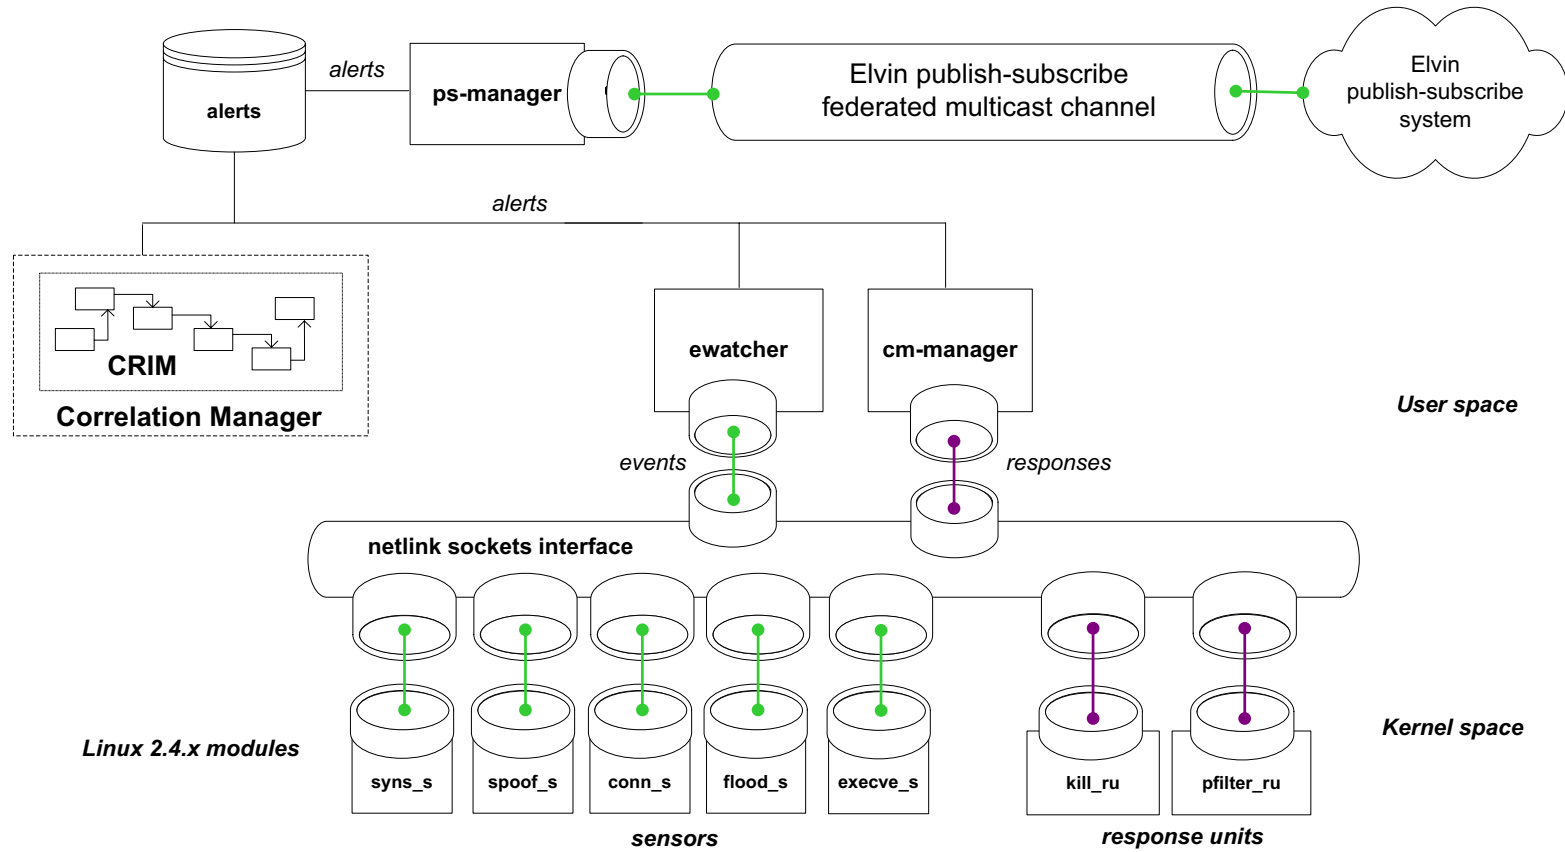 alerts
alerts
ps-manager
Elvin publish-subscribe
federated multicast channel
Elvin
publish-subscribe
system
alerts
CRIM
Correlation Manager
ewatcher
cm-manager
User space
events
responses
netlink sockets interface
Linux 2.4.x modules
Kernel space
syns_s
spoof_s
conn_s
flood_s
execve_s
kill_ru
pfilter_ru
sensors
response units